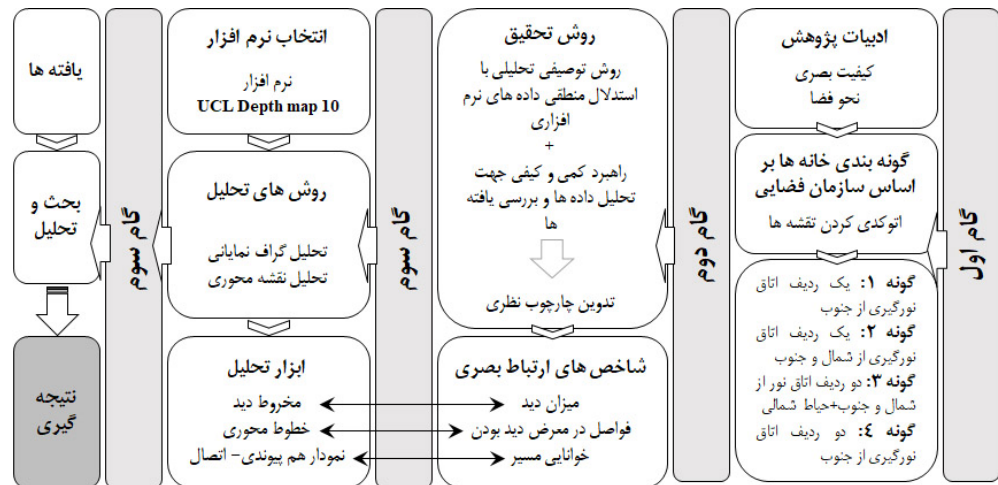 گام اول
ادبیات پژوهش
کیفیت بصری
نحو فضا
گونه بندی خانه ها بر
اساس سازمان فضایی
اتوکدی کردن تقشه ها
گونه ۱: یک ردیف اتاق
نورگیری از جنوب
گونه ۲: یک ردیف اتاق
نورگیری از شمال و جنوب
گونه ۳: دو ردیف اتاق نور از
شمال و جنوب+حیاط شمالی
گونه ٤: دو ردیف اتاق
نورگیری از جنوب
گام دوم
روش تحقیق
روش توصیفی تحلیلی با
استدلال منطقی داده های نرم
افزاری
+
راهبرد کمی و کیفی جهت
تحلیل داده ها و بررسی یافته
ها
تدوین چارچوب نظری
شاخص های ارتباط بصری
میزان دید
فواصل در معرض دید بودن
خوانایی مسیر
گام سوم
انتخاب نرم افزار
نرم افزار
UCL Depth map 10
روش های تحلیل
تحلیل گراف نمایانی
تحلیل نقشه محوری
ابزار تحلیل
مخروط دید
خطوط محوری
نمودار هم پیوندی- اتصال
گام سوم
یافته ها
بحث و
تحلیل
نتیجه
گیری